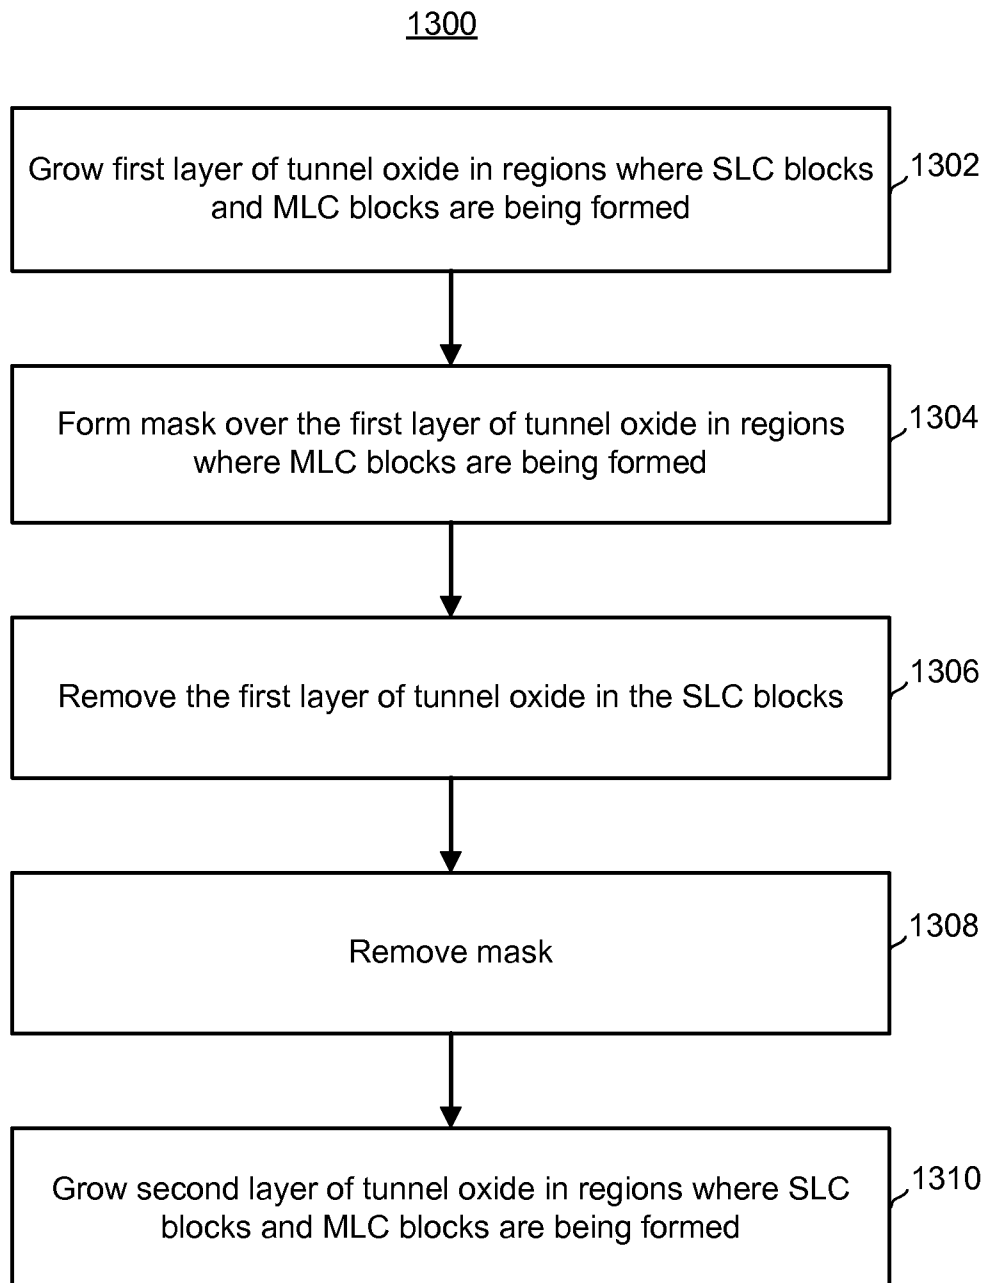 1300
Grow first layer of tunnel oxide in regions where SLC blocks
and MLC blocks are being formed
1302
Form mask over the first layer of tunnel oxide in regions
where MLC blocks are being formed
1304
Remove the first layer of tunnel oxide in the SLC blocks
1306
Remove mask
1308
Grow second layer of tunnel oxide in regions where SLC
blocks and MLC blocks are being formed
1310